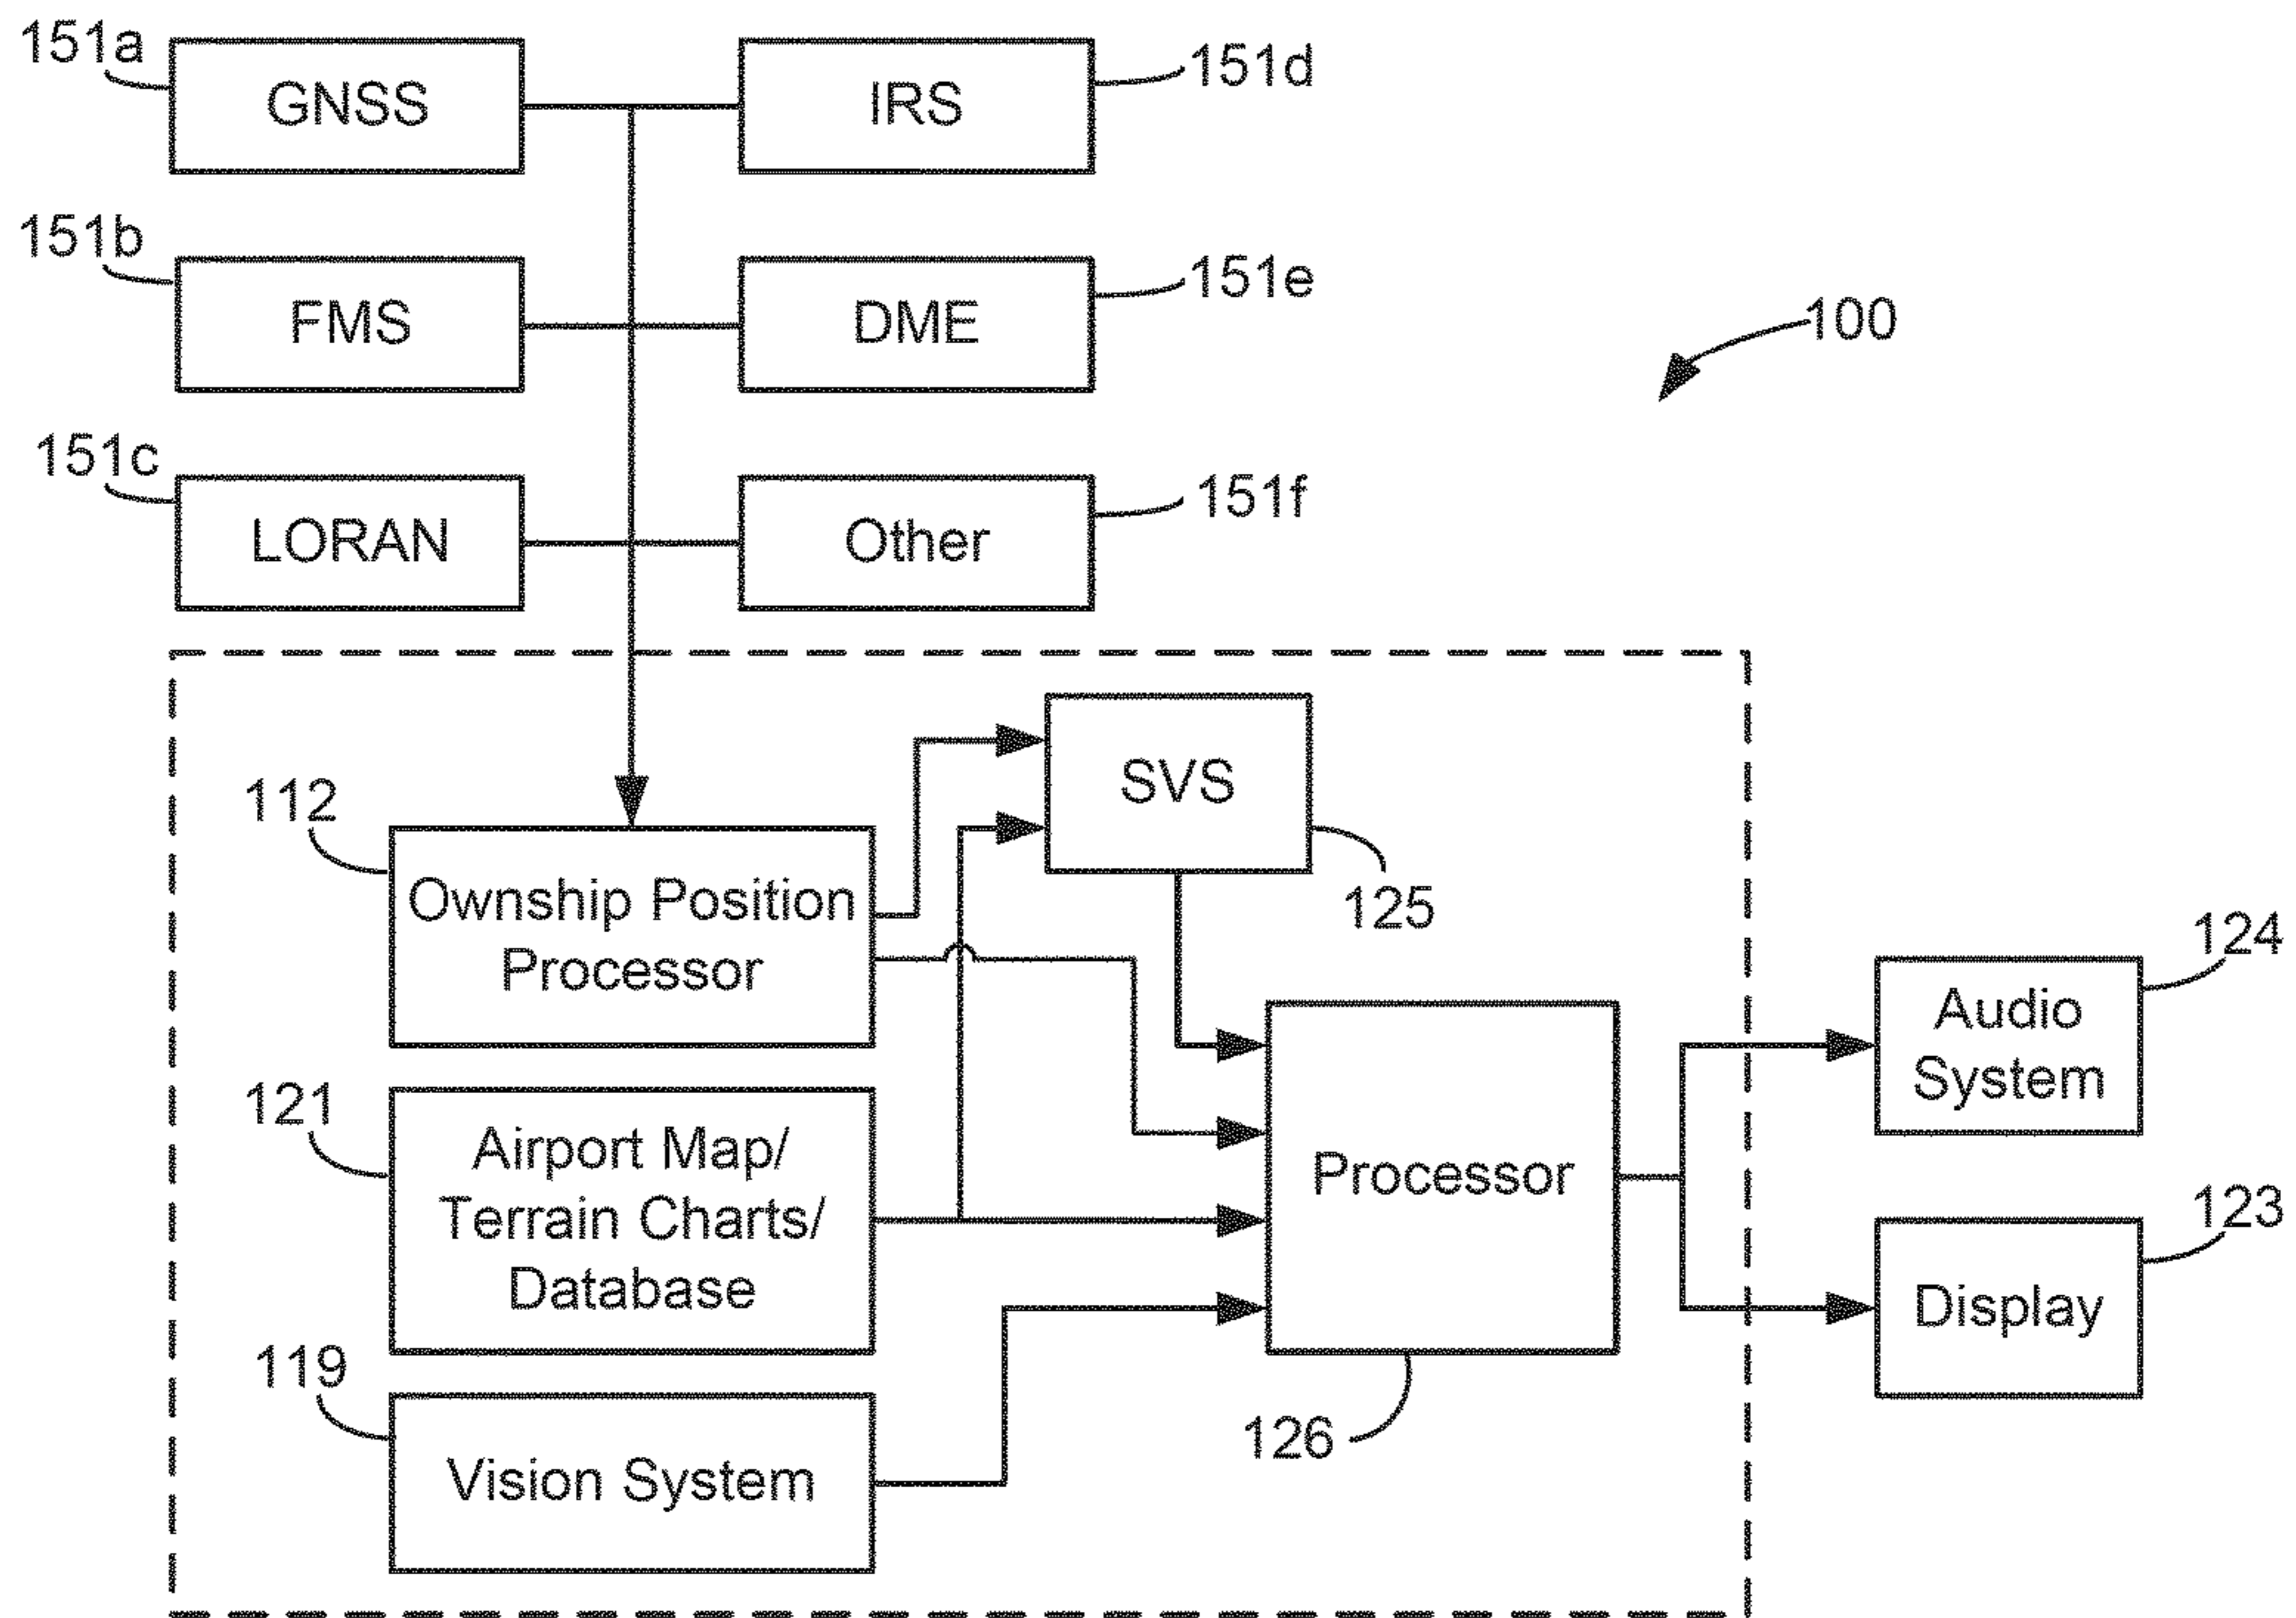 151a
GNSS
IRS
151d
151b
FMS
DME
151e
100
151c
LORAN
Other
151f
112
Ownship Position
Processor
SVS
125
121
Airport Map/
Terrain Charts/
Database
119
Vision System
Processor
126
124
Audio
System
123
Display